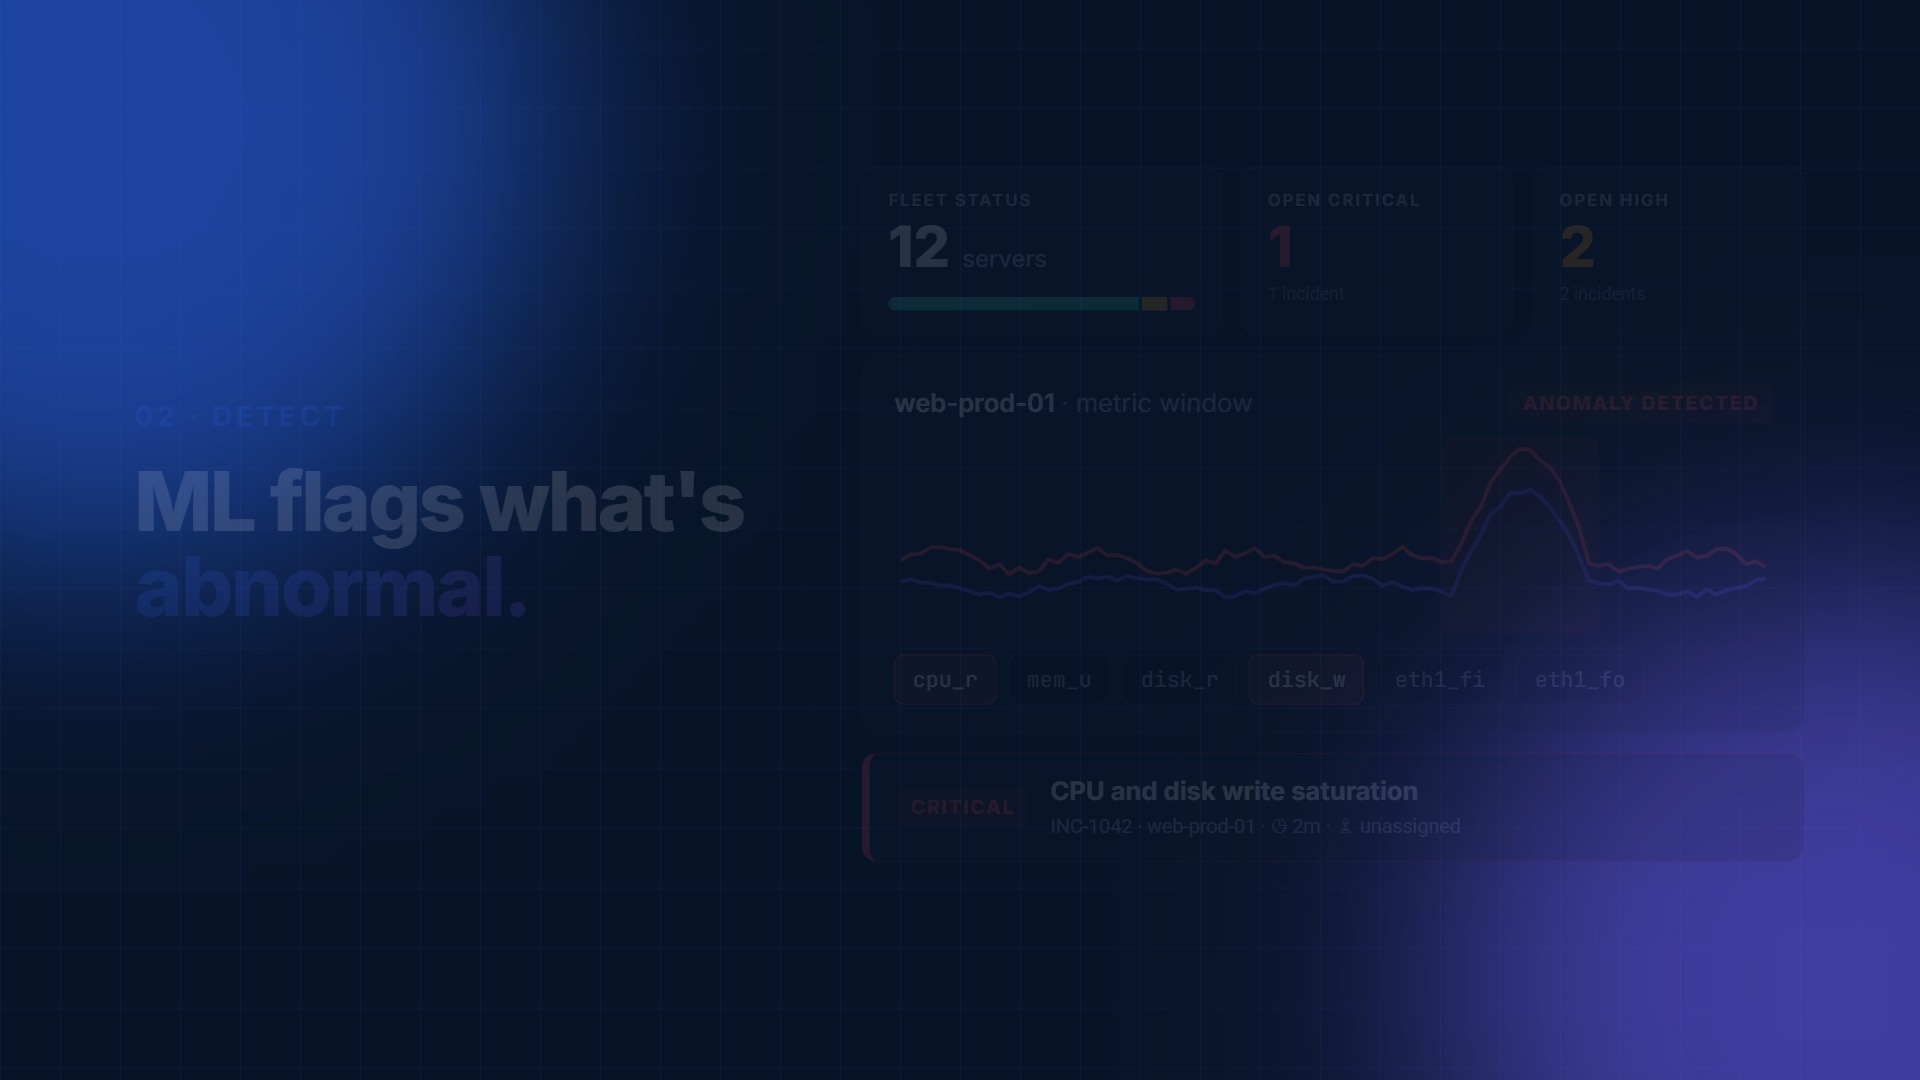 02 · DETECT
ML flags what's
abnormal.
FLEET STATUS
12 servers
OPEN CRITICAL
1
1 incident
OPEN HIGH
2
2 incidents
web-prod-01 · metric window
ANOMALY DETECTED
cpu_r
mem_u
disk_r
disk_w
eth1_fi
eth1_fo
CRITICAL
CPU and disk write saturation
INC-1042 · web-prod-01 · 2m · unassigned